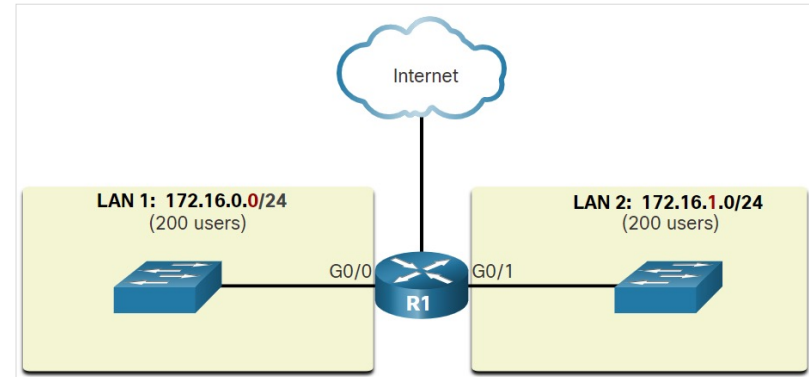 Internet
LAN 1: 172.16.0.0/24
(200 users)
LAN 2: 172.16.1.0/24
(200 users)
G0/0
R1
G0/1